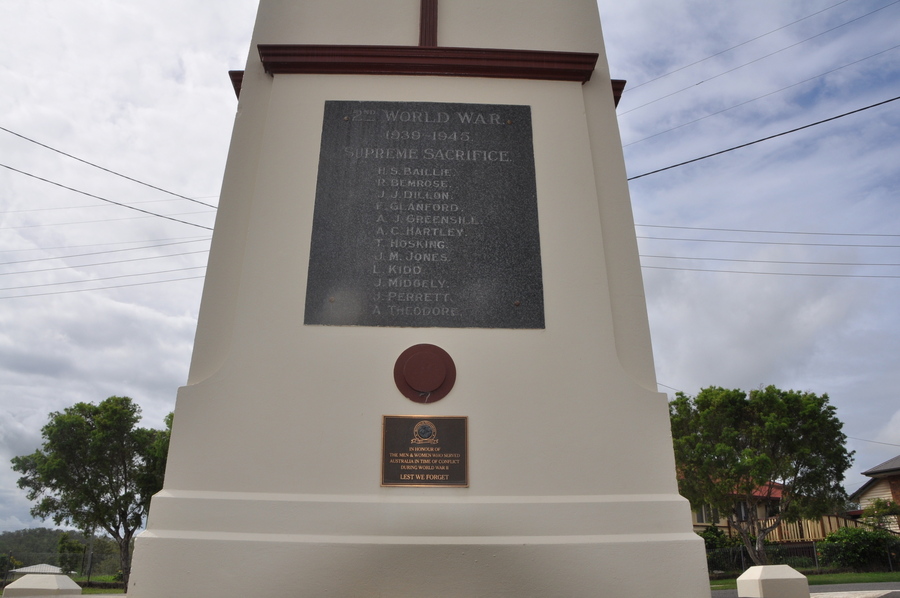 2ND WORLD WAR.
1939-1945.
SUPREME SACRIFICE.
H. S. BAILLIE.
R. BEMROSE.
J. J. DILLON.
F. GLANFORD.
A. J. GREENSILL.
A. C. HARTLEY.
T. HOSKING.
J. M. JONES.
L. KIDD.
J. MIDGELY.
J. PERRETT.
A. THEODORE.
IN HONOUR OF
THE MEN & WOMEN WHO SERVED
AUSTRALIA IN TIME OF CONFLICT
DURING WORLD WAR II
LEST WE FORGET